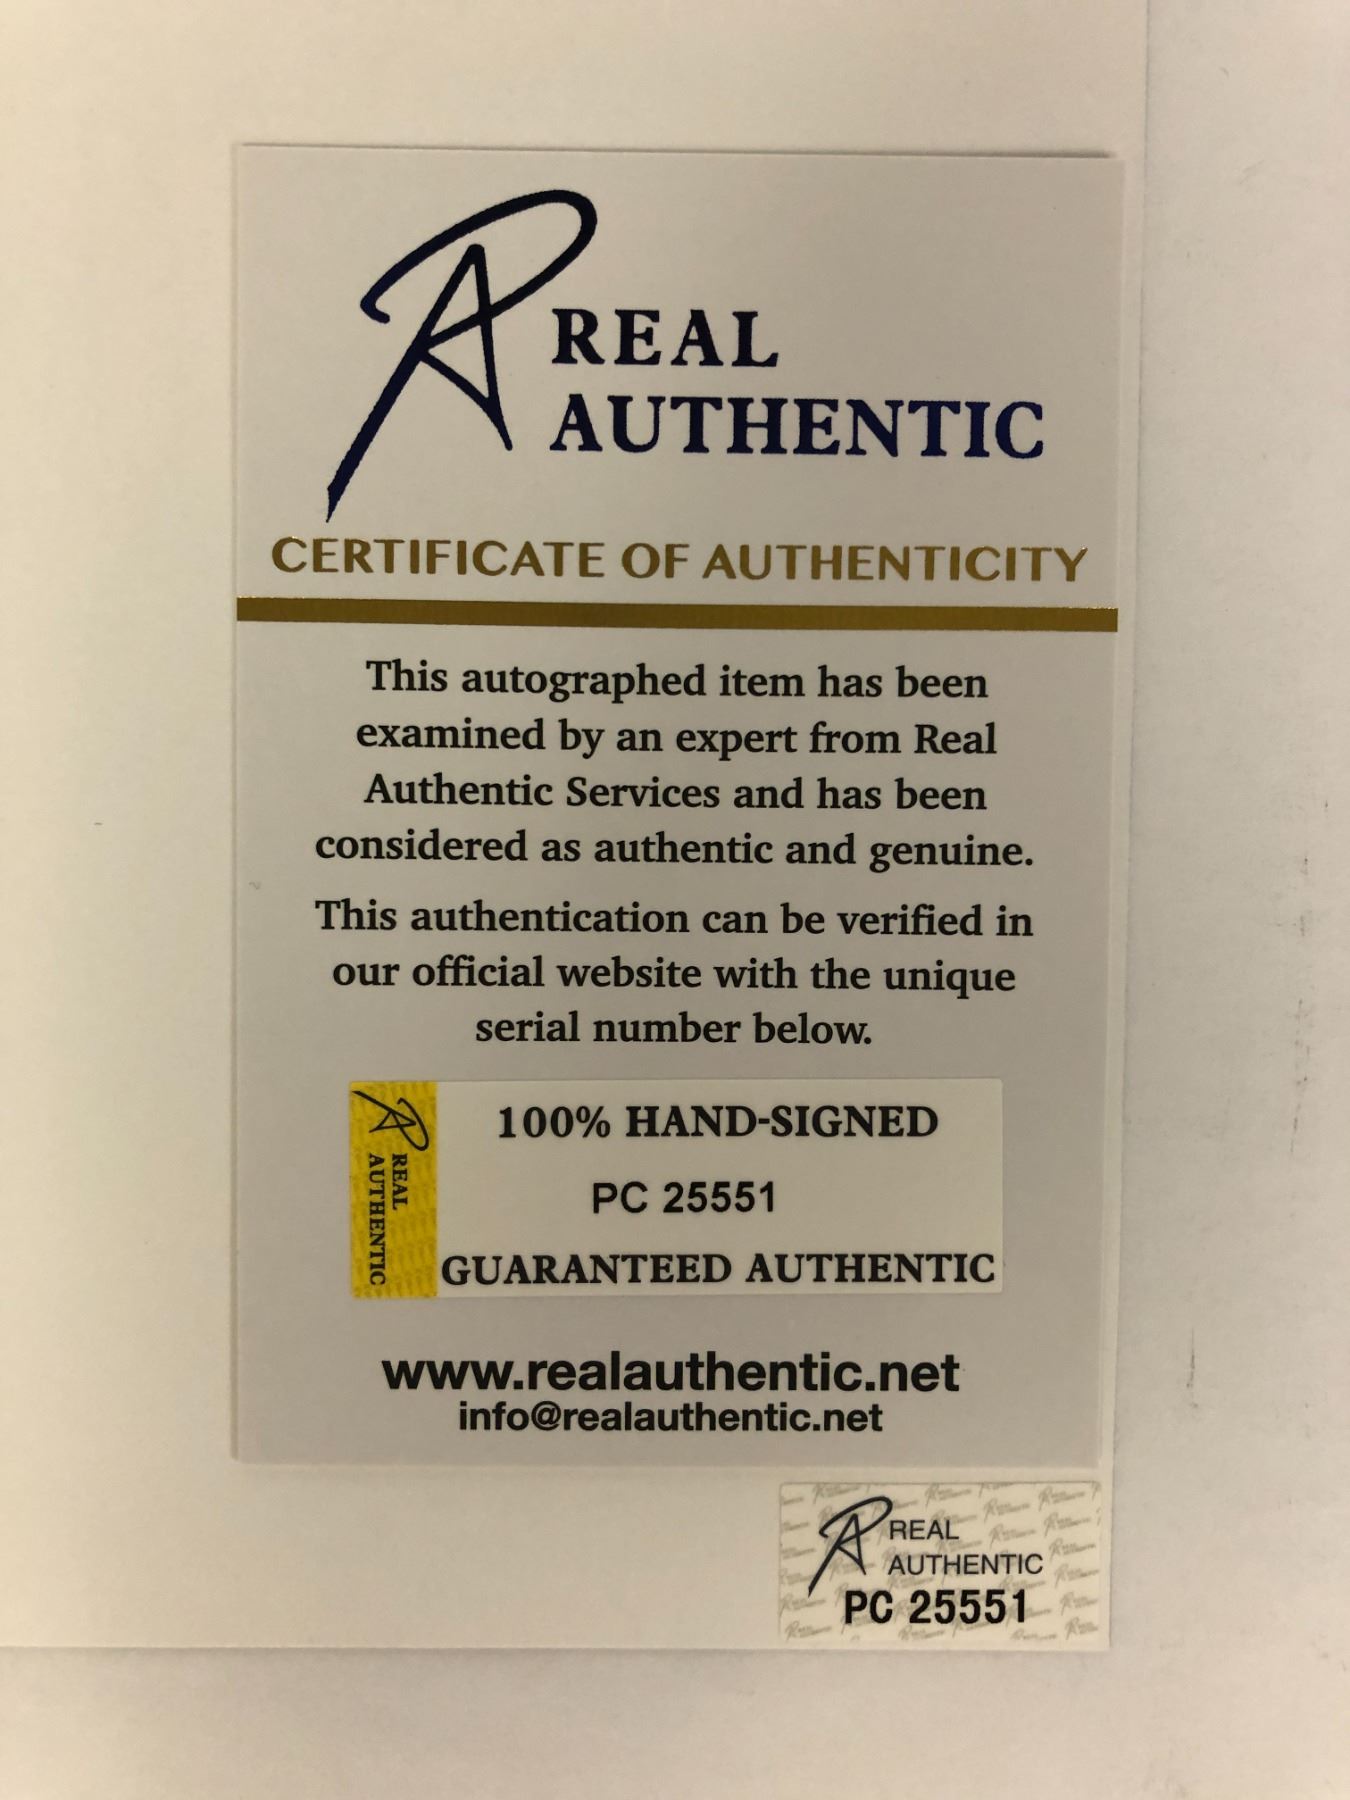 REAL
AUTHENTIC
CERTIFICATE OF AUTHENTICITY
This autographed item has been
examined by an expert from Real
Authentic Services and has been
considered as authentic and genuine.
This authentication can be verified in
our official website with the unique
serial number below.
REAL
AUTHENTIC
100% HAND-SIGNED
PC 25551
GUARANTEED AUTHENTIC
www.realauthentic.net
info@realauthentic.net
REAL
AUTHENTIC
PC 25551